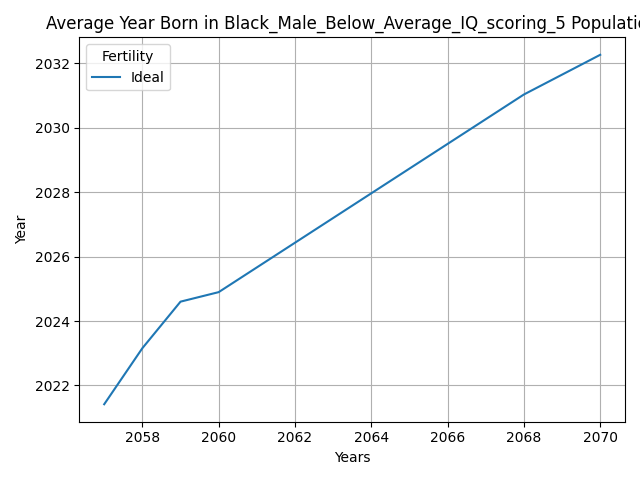 Average Year Born in Black_Male_Below_Average_IQ_scoring_5 Populatio
Fertility
Ideal
2032
2030
2028
2026
2024
2022
Year
2058 2060 2062 2064 2066 2068 2070
Years